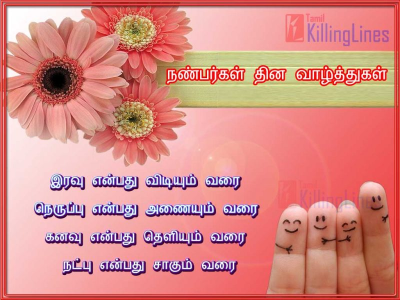 Tamil
KillingLines
நண்பர்கள் தின வாழ்த்துகள்
இரவு என்பது விடியும் வரை
நெருப்பு என்பது அணையும் வரை
கனவு என்பது தெளியும் வரை
நட்பு என்பது சாகும் வரை